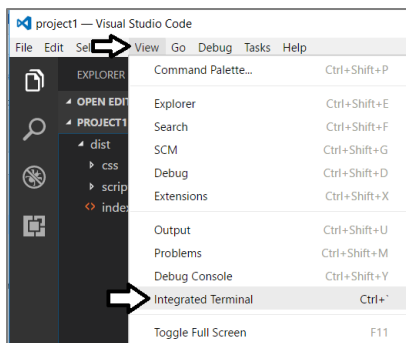 project1 — Visual Studio Code
File Edit Sel View Go Debug Tasks Help
EXPLORER
OPEN EDIT
PROJECT1
dist
css
scrip
<> index
Command Palette... Ctrl+Shift+P
Explorer Ctrl+Shift+E
Search Ctrl+Shift+F
SCM Ctrl+Shift+G
Debug Ctrl+Shift+D
Extensions Ctrl+Shift+X
Output Ctrl+Shift+U
Problems Ctrl+Shift+M
Debug Console Ctrl+Shift+Y
Integrated Terminal Ctrl+`
Toggle Full Screen F11